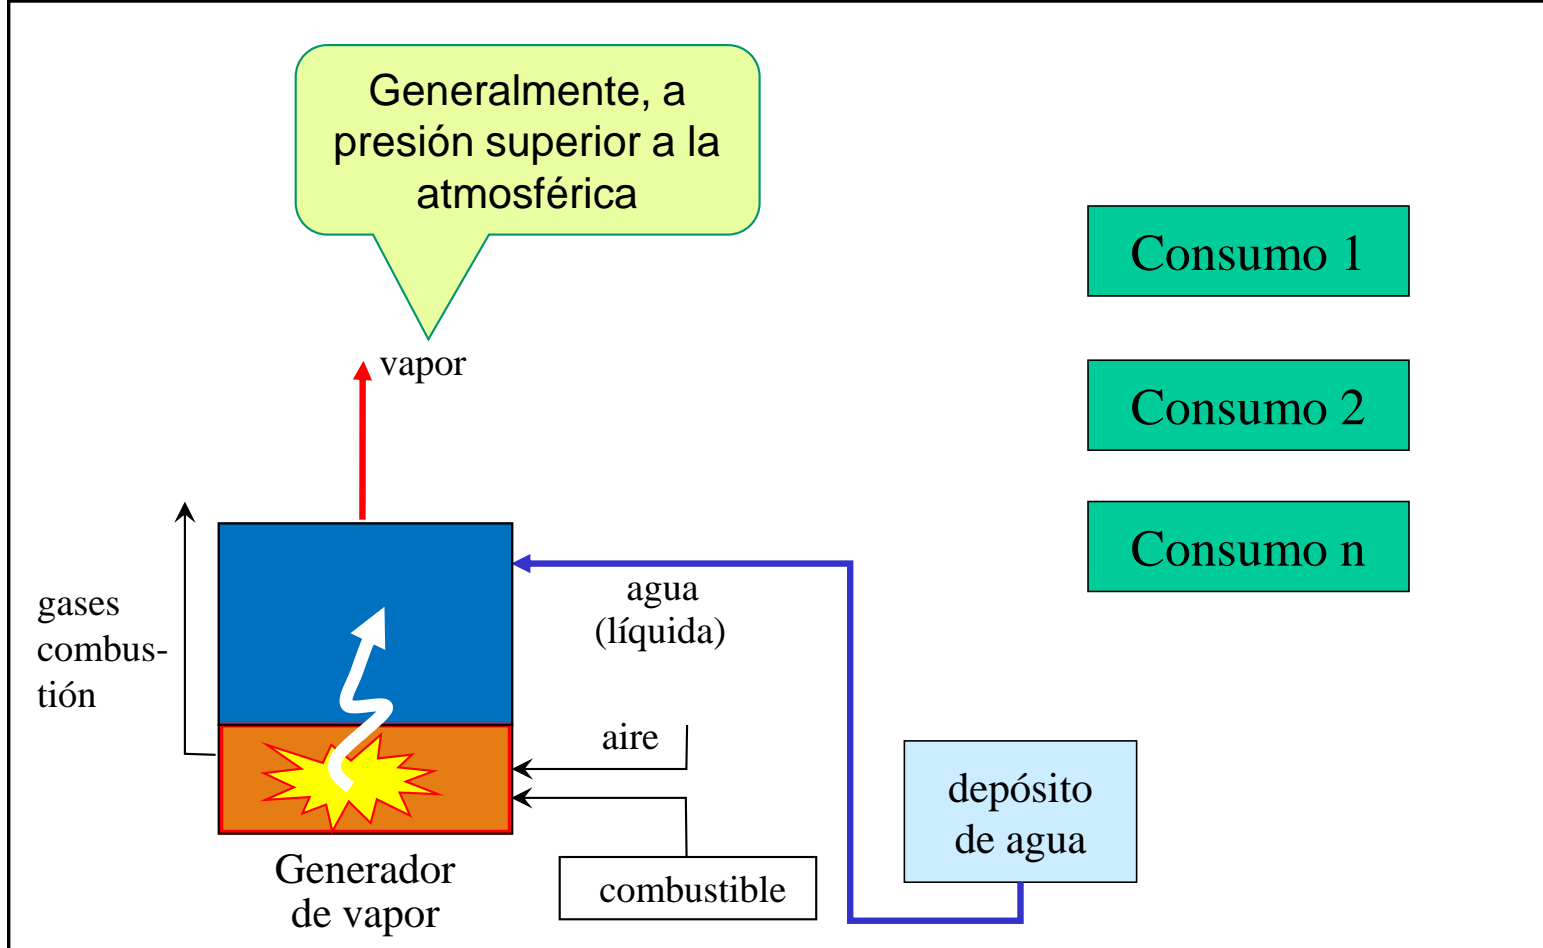 Generalmente, a
presión superior a la
atmosférica
vapor
Consumo 1
Consumo 2
Consumo n
agua
(líquida)
gases
combus-
tión
aire
depósito
de agua
combustible
Generador
de vapor